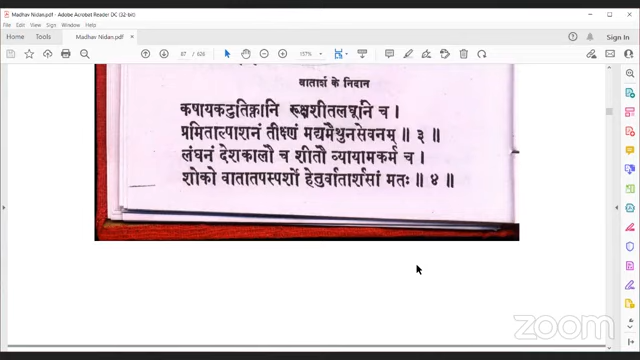 Madhav Nidan.pdf - Adobe Acrobat Reader DC (32-bit)
File Edit View Sign Window Help
Home Tools Madhav Nidan.pdf × Sign In
87 / 826 157%
वातार्श के निदान
कषायकटुतिक्तानि रूक्षशीतलघूनि च ।
प्रमिताल्पाशनं तीक्ष्णं मद्यमैथुनसेवनम् ॥ ३ ॥
लंघनं देशकालौ च शीतौ व्यायामकर्म च ।
शोको वातातपस्पर्शो हेतुर्वातार्शसां मतः ॥ ४ ॥
zoom